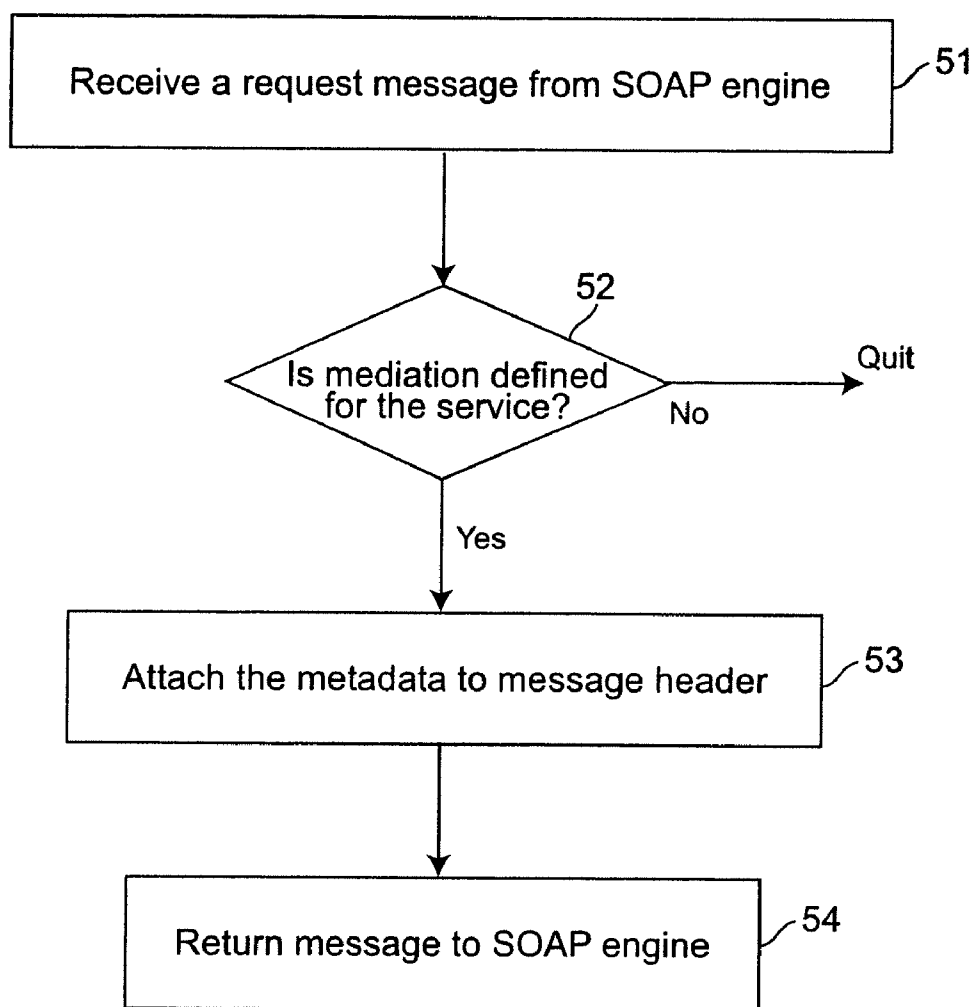 Receive a request message from SOAP engine
51
52
Is mediation defined
for the service?
Quit
No
Yes
Attach the metadata to message header
53
Return message to SOAP engine
54